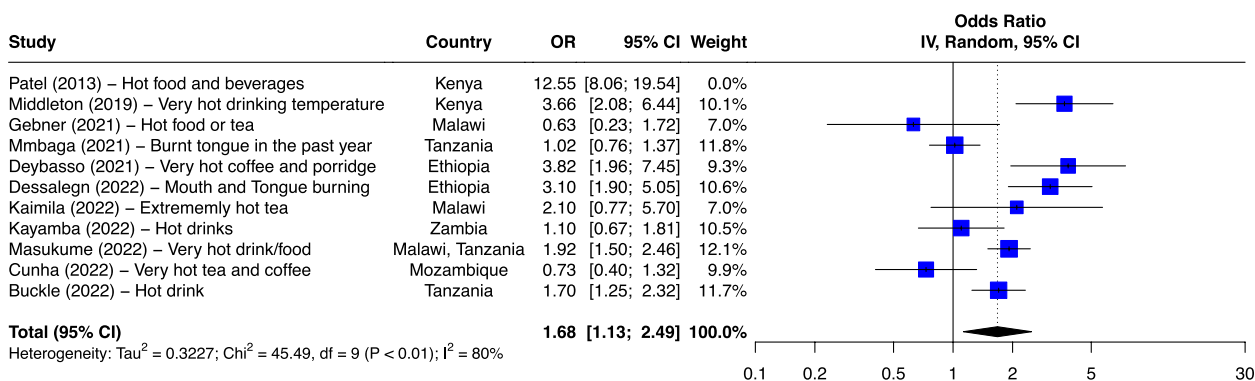 Odds Ratio
Study Country OR 95% CI Weight IV, Random, 95% CI
Patel (2013) – Hot food and beverages Kenya 12.55 [8.06; 19.54] 0.0%
Middleton (2019) – Very hot drinking temperature Kenya 3.66 [2.08; 6.44] 10.1%
Gebner (2021) – Hot food or tea Malawi 0.63 [0.23; 1.72] 7.0%
Mmbaga (2021) – Burnt tongue in the past year Tanzania 1.02 [0.76; 1.37] 11.8%
Deybasso (2021) – Very hot coffee and porridge Ethiopia 3.82 [1.96; 7.45] 9.3%
Dessalegn (2022) – Mouth and Tongue burning Ethiopia 3.10 [1.90; 5.05] 10.6%
Kaimila (2022) – Extrememly hot tea Malawi 2.10 [0.77; 5.70] 7.0%
Kayamba (2022) – Hot drinks Zambia 1.10 [0.67; 1.81] 10.5%
Masukume (2022) – Very hot drink/food Malawi, Tanzania 1.92 [1.50; 2.46] 12.1%
Cunha (2022) – Very hot tea and coffee Mozambique 0.73 [0.40; 1.32] 9.9%
Buckle (2022) – Hot drink Tanzania 1.70 [1.25; 2.32] 11.7%
Total (95% CI) 1.68 [1.13; 2.49] 100.0%
Heterogeneity: Tau² = 0.3227; Chi² = 45.49, df = 9 (P < 0.01); I² = 80%
0.1 0.2 0.5 1 2 5 30